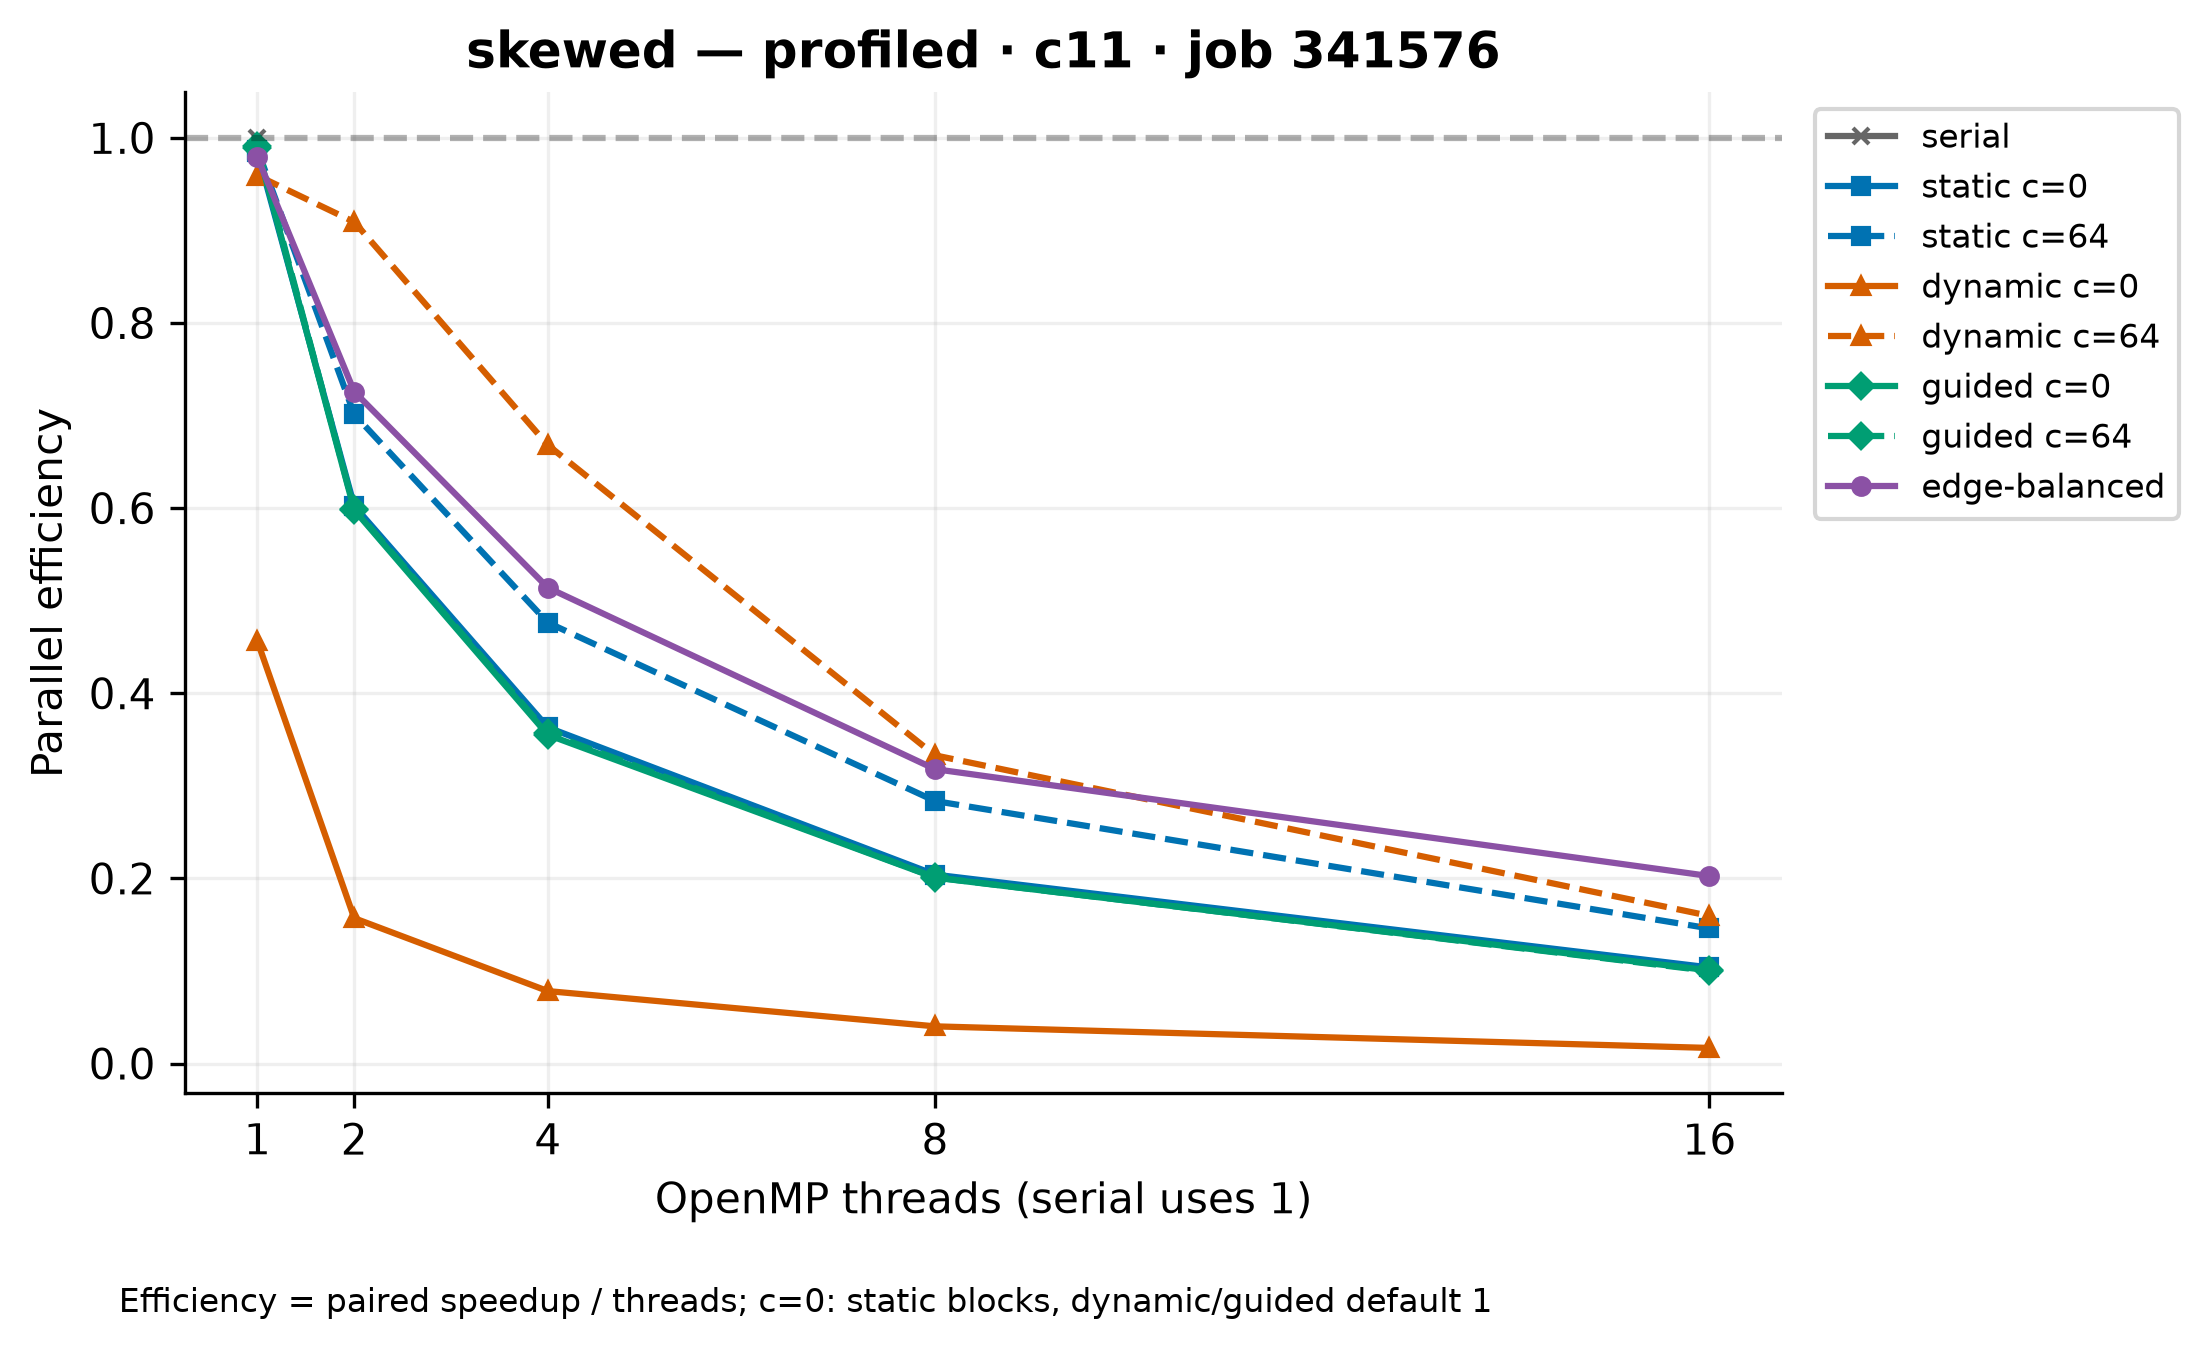 skewed — profiled · c11 · job 341576
1.0
0.8
0.6
0.4
0.2
0.0
Parallel efficiency
1 2 4 8 16
OpenMP threads (serial uses 1)
serial
static c=0
static c=64
dynamic c=0
dynamic c=64
guided c=0
guided c=64
edge-balanced
Efficiency = paired speedup / threads; c=0: static blocks, dynamic/guided default 1